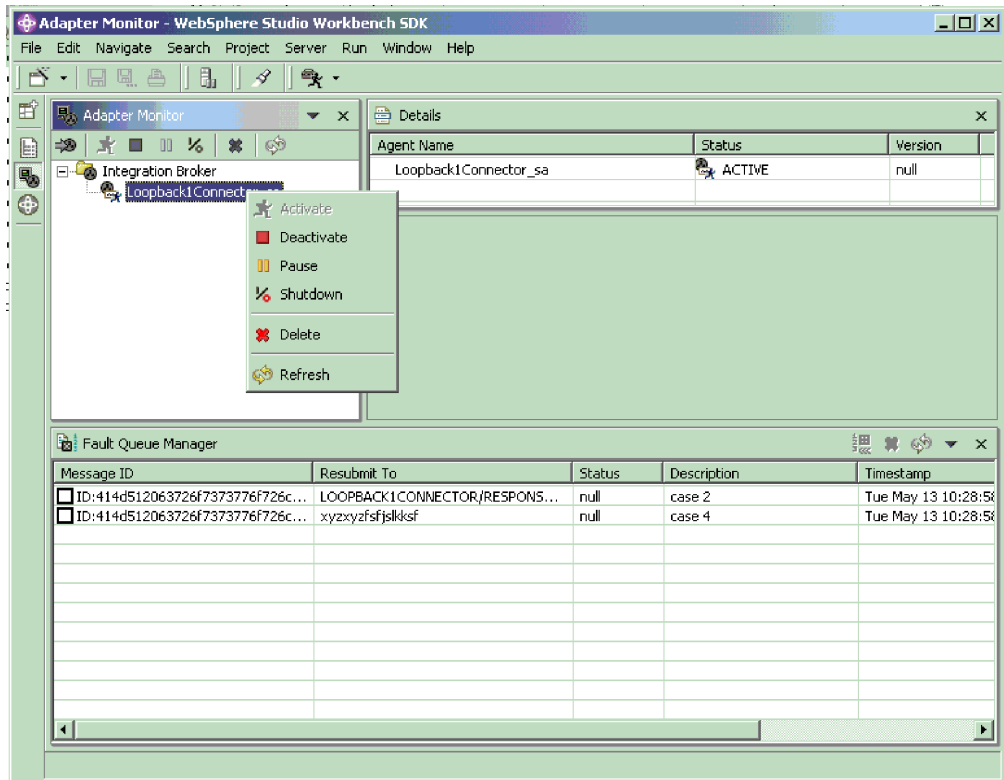 Adapter Monitor - WebSphere Studio Workbench SDK
File Edit Navigate Search Project Server Run Window Help
Adapter Monitor
Details
Agent Name Status Version
Integration Broker
Loopback1Connector_sa ACTIVE null
Loopback1Connector_sa
Activate
Deactivate
Pause
Shutdown
Delete
Refresh
Fault Queue Manager
Message ID Resubmit To Status Description Timestamp
ID:414d512063726f7373776f726c... LOOPBACK1CONNECTOR/RESPONS... null case 2 Tue May 13 10:28:58
ID:414d512063726f7373776f726c... xyzxyzfsfjslkksf null case 4 Tue May 13 10:28:58